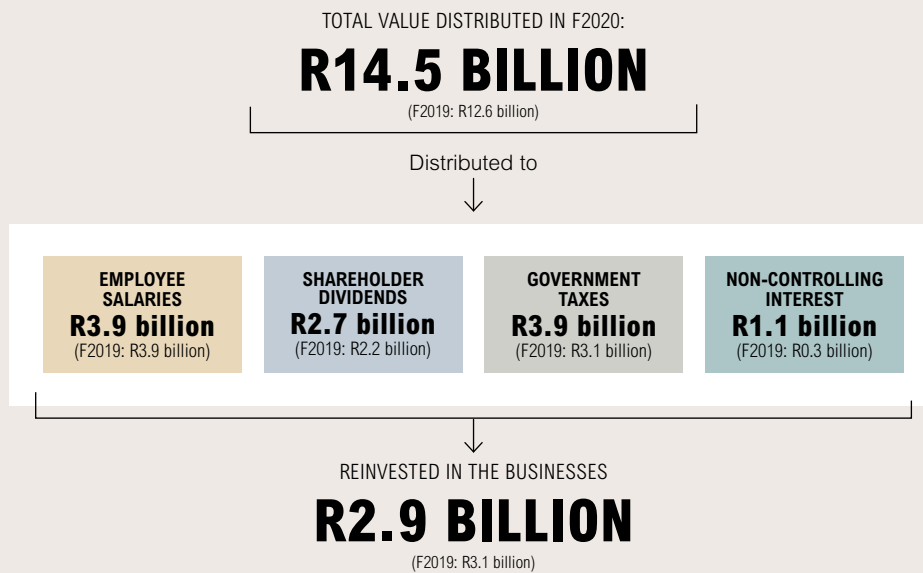 TOTAL VALUE DISTRIBUTED IN F2020:
R14.5 BILLION
(F2019: R12.6 billion)
Distributed to
EMPLOYEE
SALARIES
R3.9 billion
(F2019: R3.9 billion)
SHAREHOLDER
DIVIDENDS
R2.7 billion
(F2019: R2.2 billion)
GOVERNMENT
TAXES
R3.9 billion
(F2019: R3.1 billion)
NON-CONTROLLING
INTEREST
R1.1 billion
(F2019: R0.3 billion)
REINVESTED IN THE BUSINESSES
R2.9 BILLION
(F2019: R3.1 billion)